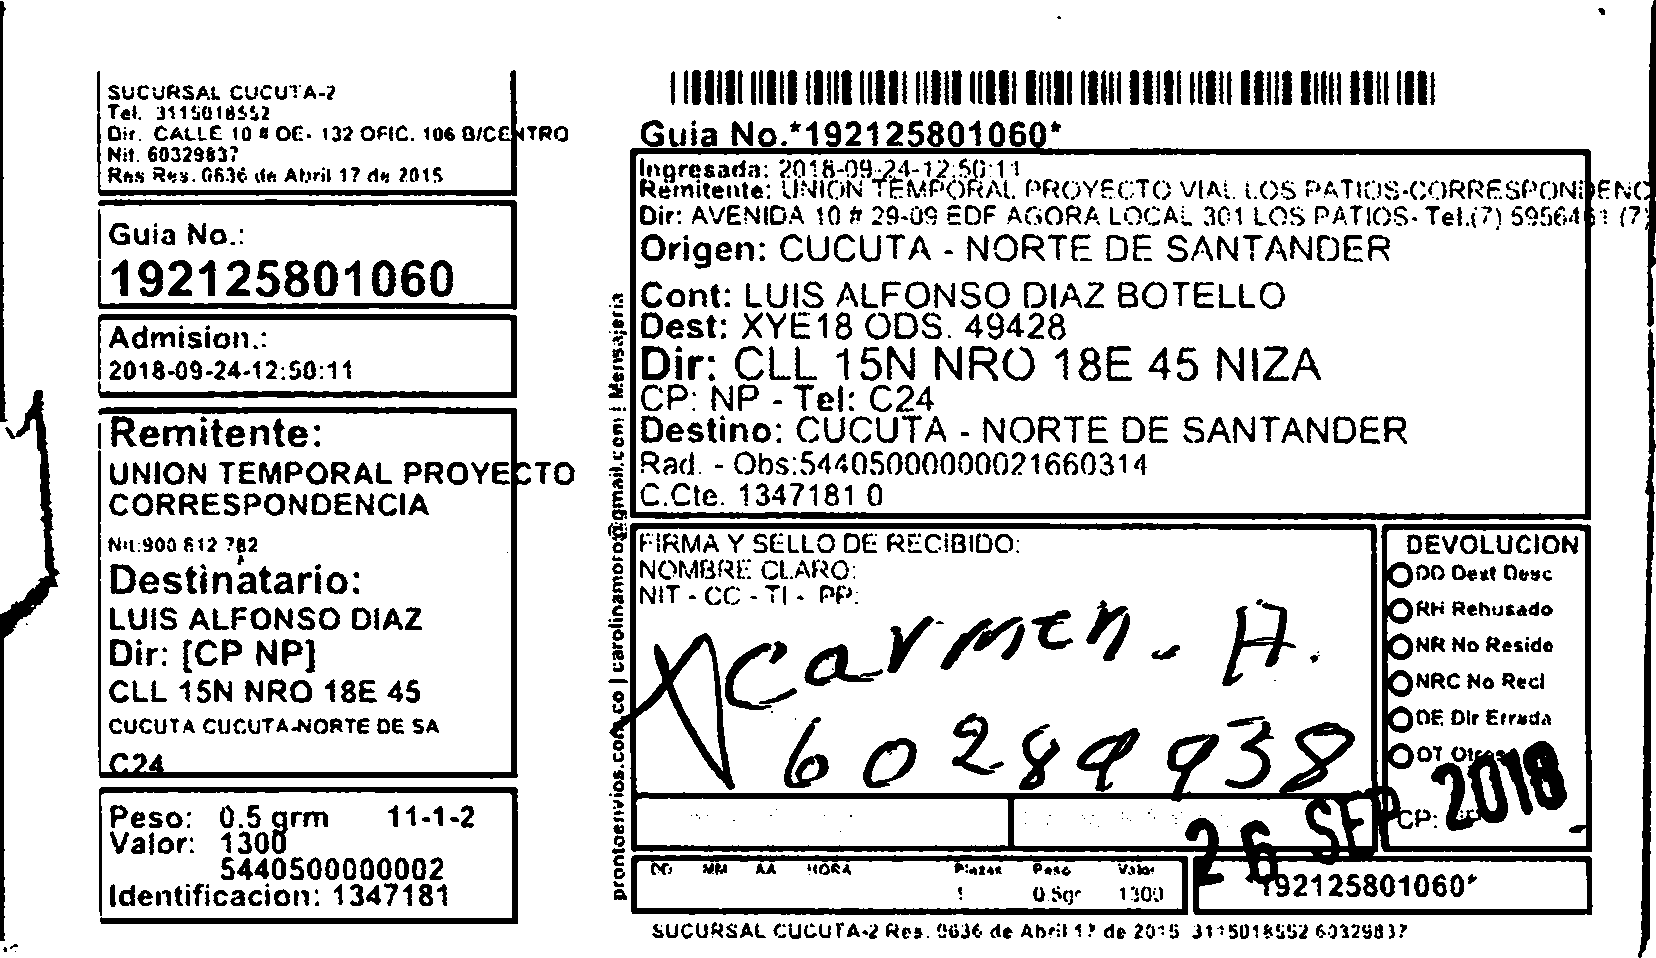 SUCURSAL CUCUTA-2
Tel. 3115018552
Dir. CALLE 10 # OE- 132 OFIC. 106 B/CENTRO
Nit. 60329837
Res Res. 0636 de Abril 17 de 2015
Guia No.:
192125801060
Admision.:
2018-09-24-12:50:11
Remitente:
UNION TEMPORAL PROYECTO
CORRESPONDENCIA
Nit:900 612 782
Destinatario:
LUIS ALFONSO DIAZ
Dir: [CP NP]
CLL 15N NRO 18E 45
CUCUTA CUCUTA-NORTE DE SA
C24
Peso: 0.5 grm 11-1-2
Valor: 1300
5440500000002
Identificacion: 1347181
prontoenvios.com.co | carolinamoro@gmail.com | Mensajeria
Guia No.*192125801060*
Ingresada: 2018-09-24-12:50:11
Remitente: UNION TEMPORAL PROYECTO VIAL LOS PATIOS-CORRESPONDENC
Dir: AVENIDA 10 # 29-09 EDF AGORA LOCAL 301 LOS PATIOS- Tel.(7) 5956461 (7)
Origen: CUCUTA - NORTE DE SANTANDER
Cont: LUIS ALFONSO DIAZ BOTELLO
Dest: XYE18 ODS. 49428
Dir: CLL 15N NRO 18E 45 NIZA
CP: NP - Tel: C24
Destino: CUCUTA - NORTE DE SANTANDER
Rad. - Obs:54405000000021660314
C.Cte. 1347181 0
FIRMA Y SELLO DE RECIBIDO:
NOMBRE CLARO:
NIT - CC - TI - PP:
Carmen. A.
60289938
DEVOLUCION
DD Dest Desc
RH Rehusado
NR No Reside
NRC No Recl
DE Dir Errada
OT Otros
CP:
26 SEP 2018
DD MM AA HORA Piezas Peso Valor
1 0.5gr 1300
192125801060*
SUCURSAL CUCUTA-2 Res. 0636 de Abril 17 de 2015 3115018552 60329837